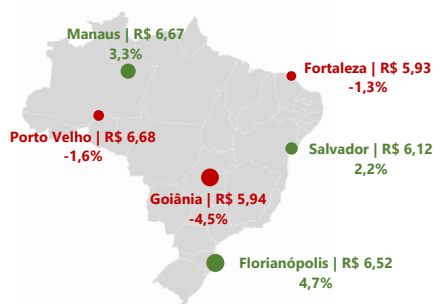 Manaus | R$ 6,67
3,3%
Fortaleza | R$ 5,93
-1,3%
Porto Velho | R$ 6,68
-1,6%
Salvador | R$ 6,12
2,2%
Goiânia | R$ 5,94
-4,5%
Florianópolis | R$ 6,52
4,7%